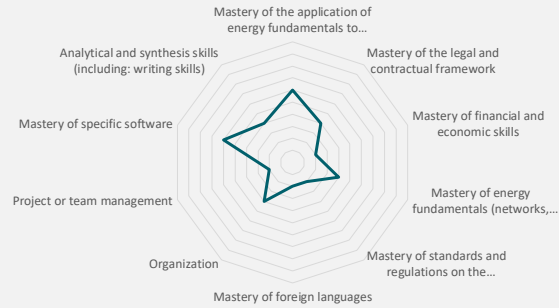 Mastery of the application of
energy fundamentals to...
Mastery of the legal and
contractual framework
Mastery of financial and
economic skills
Mastery of energy
fundamentals (networks,...
Mastery of standards and
regulations on the...
Mastery of foreign languages
Organization
Project or team management
Mastery of specific software
Analytical and synthesis skills
(including: writing skills)